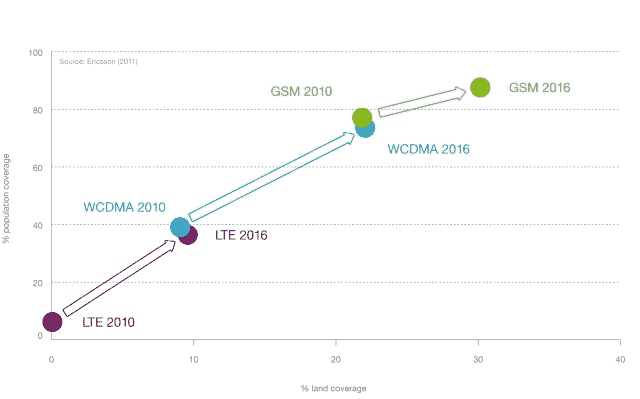 100
Source: Ericsson (2011)
GSM 2010
GSM 2016
80
WCDMA 2016
60
% population coverage
WCDMA 2010
40
LTE 2016
20
LTE 2010
0
0 10 20 30 40
% land coverage